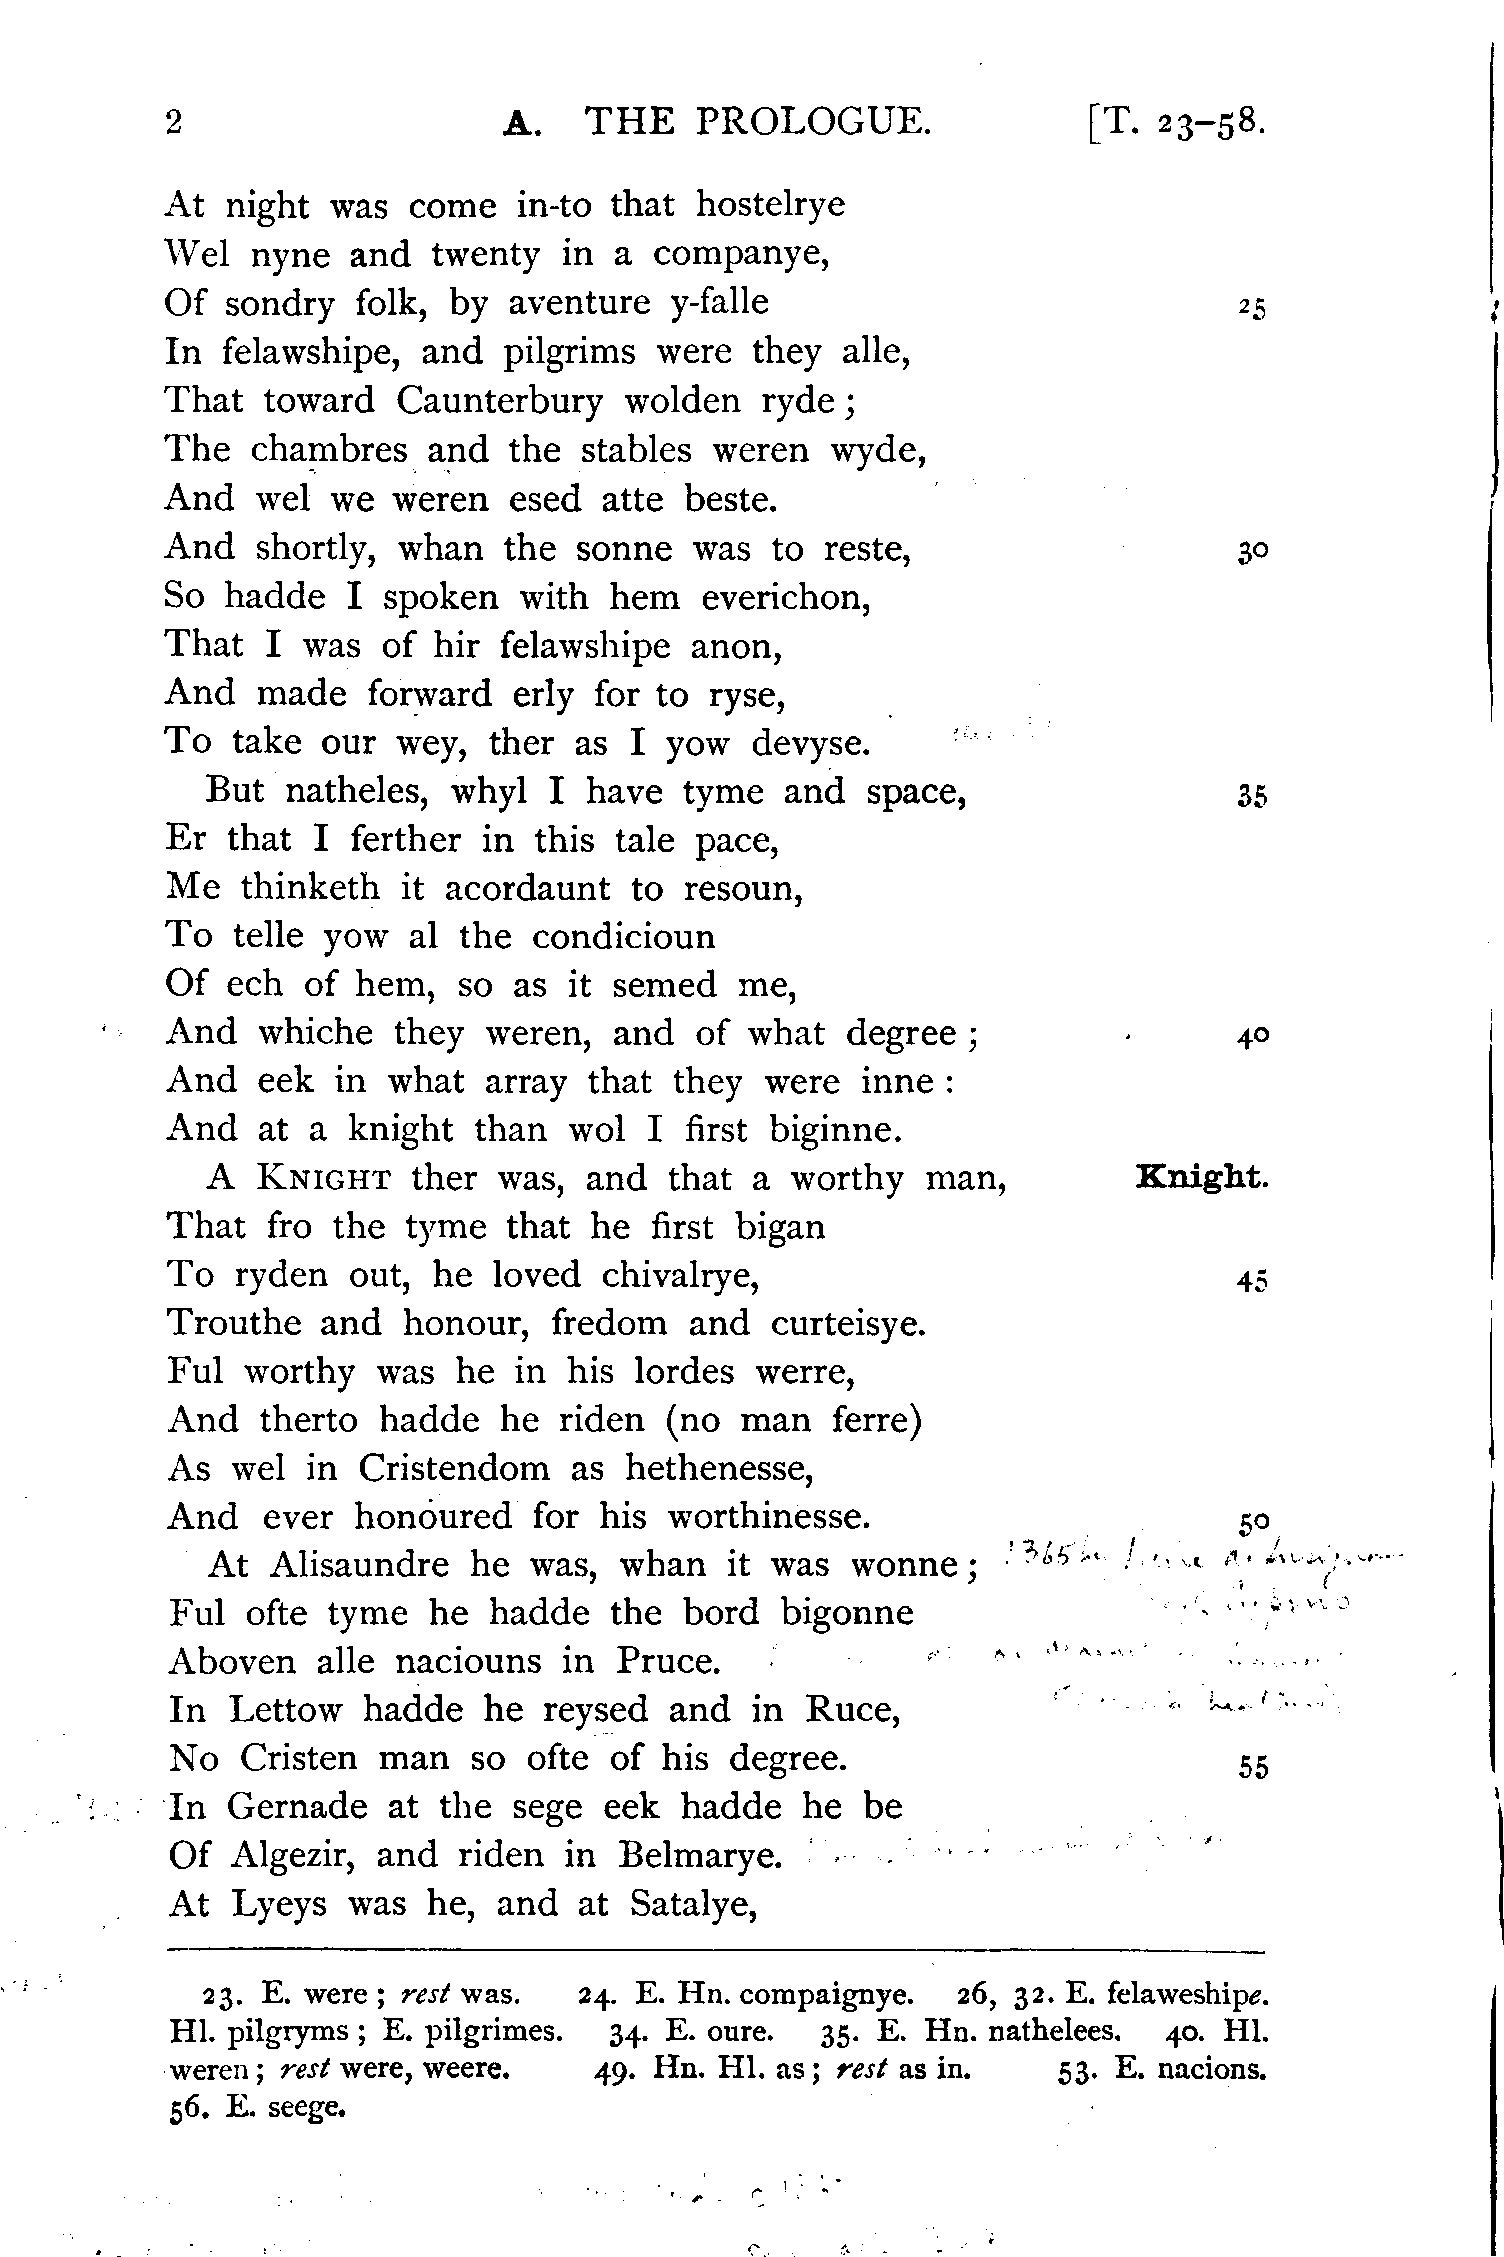 2 A. THE PROLOGUE. [T. 23–58.
At night was come in-to that hostelrye
Wel nyne and twenty in a companye,
Of sondry folk, by aventure y-falle 25
In felawshipe, and pilgrims were they alle,
That toward Caunterbury wolden ryde ;
The chambres and the stables weren wyde,
And wel we weren esed atte beste.
And shortly, whan the sonne was to reste, 30
So hadde I spoken with hem everichon,
That I was of hir felawshipe anon,
And made forward erly for to ryse,
To take our wey, ther as I yow devyse.
But natheles, whyl I have tyme and space, 35
Er that I ferther in this tale pace,
Me thinketh it acordaunt to resoun,
To telle yow al the condicioun
Of ech of hem, so as it semed me,
And whiche they weren, and of what degree ; 40
And eek in what array that they were inne :
And at a knight than wol I first biginne.
A KNIGHT ther was, and that a worthy man, Knight.
That fro the tyme that he first bigan
To ryden out, he loved chivalrye, 45
Trouthe and honour, fredom and curteisye.
Ful worthy was he in his lordes werre,
And therto hadde he riden (no man ferre)
As wel in Cristendom as hethenesse,
And ever honoured for his worthinesse. 50
At Alisaundre he was, whan it was wonne ; 1365
Ful ofte tyme he hadde the bord bigonne
Aboven alle naciouns in Pruce.
In Lettow hadde he reysed and in Ruce,
No Cristen man so ofte of his degree. 55
In Gernade at the sege eek hadde he be
Of Algezir, and riden in Belmarye.
At Lyeys was he, and at Satalye,
23. E. were ; rest was. 24. E. Hn. compaignye. 26, 32. E. felaweshipe.
Hl. pilgryms ; E. pilgrimes. 34. E. oure. 35. E. Hn. nathelees. 40. Hl.
weren ; rest were, weere. 49. Hn. Hl. as ; rest as in. 53. E. nacions.
56. E. seege.